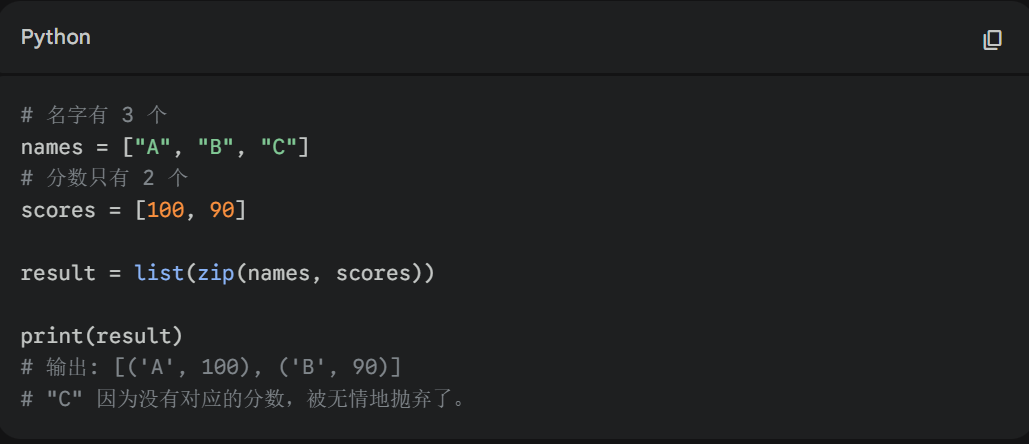 Python
# 名字有 3 个
names = ["A", "B", "C"]
# 分数只有 2 个
scores = [100, 90]
result = list(zip(names, scores))
print(result)
# 输出: [('A', 100), ('B', 90)]
# "C" 因为没有对应的分数，被无情地抛弃了。